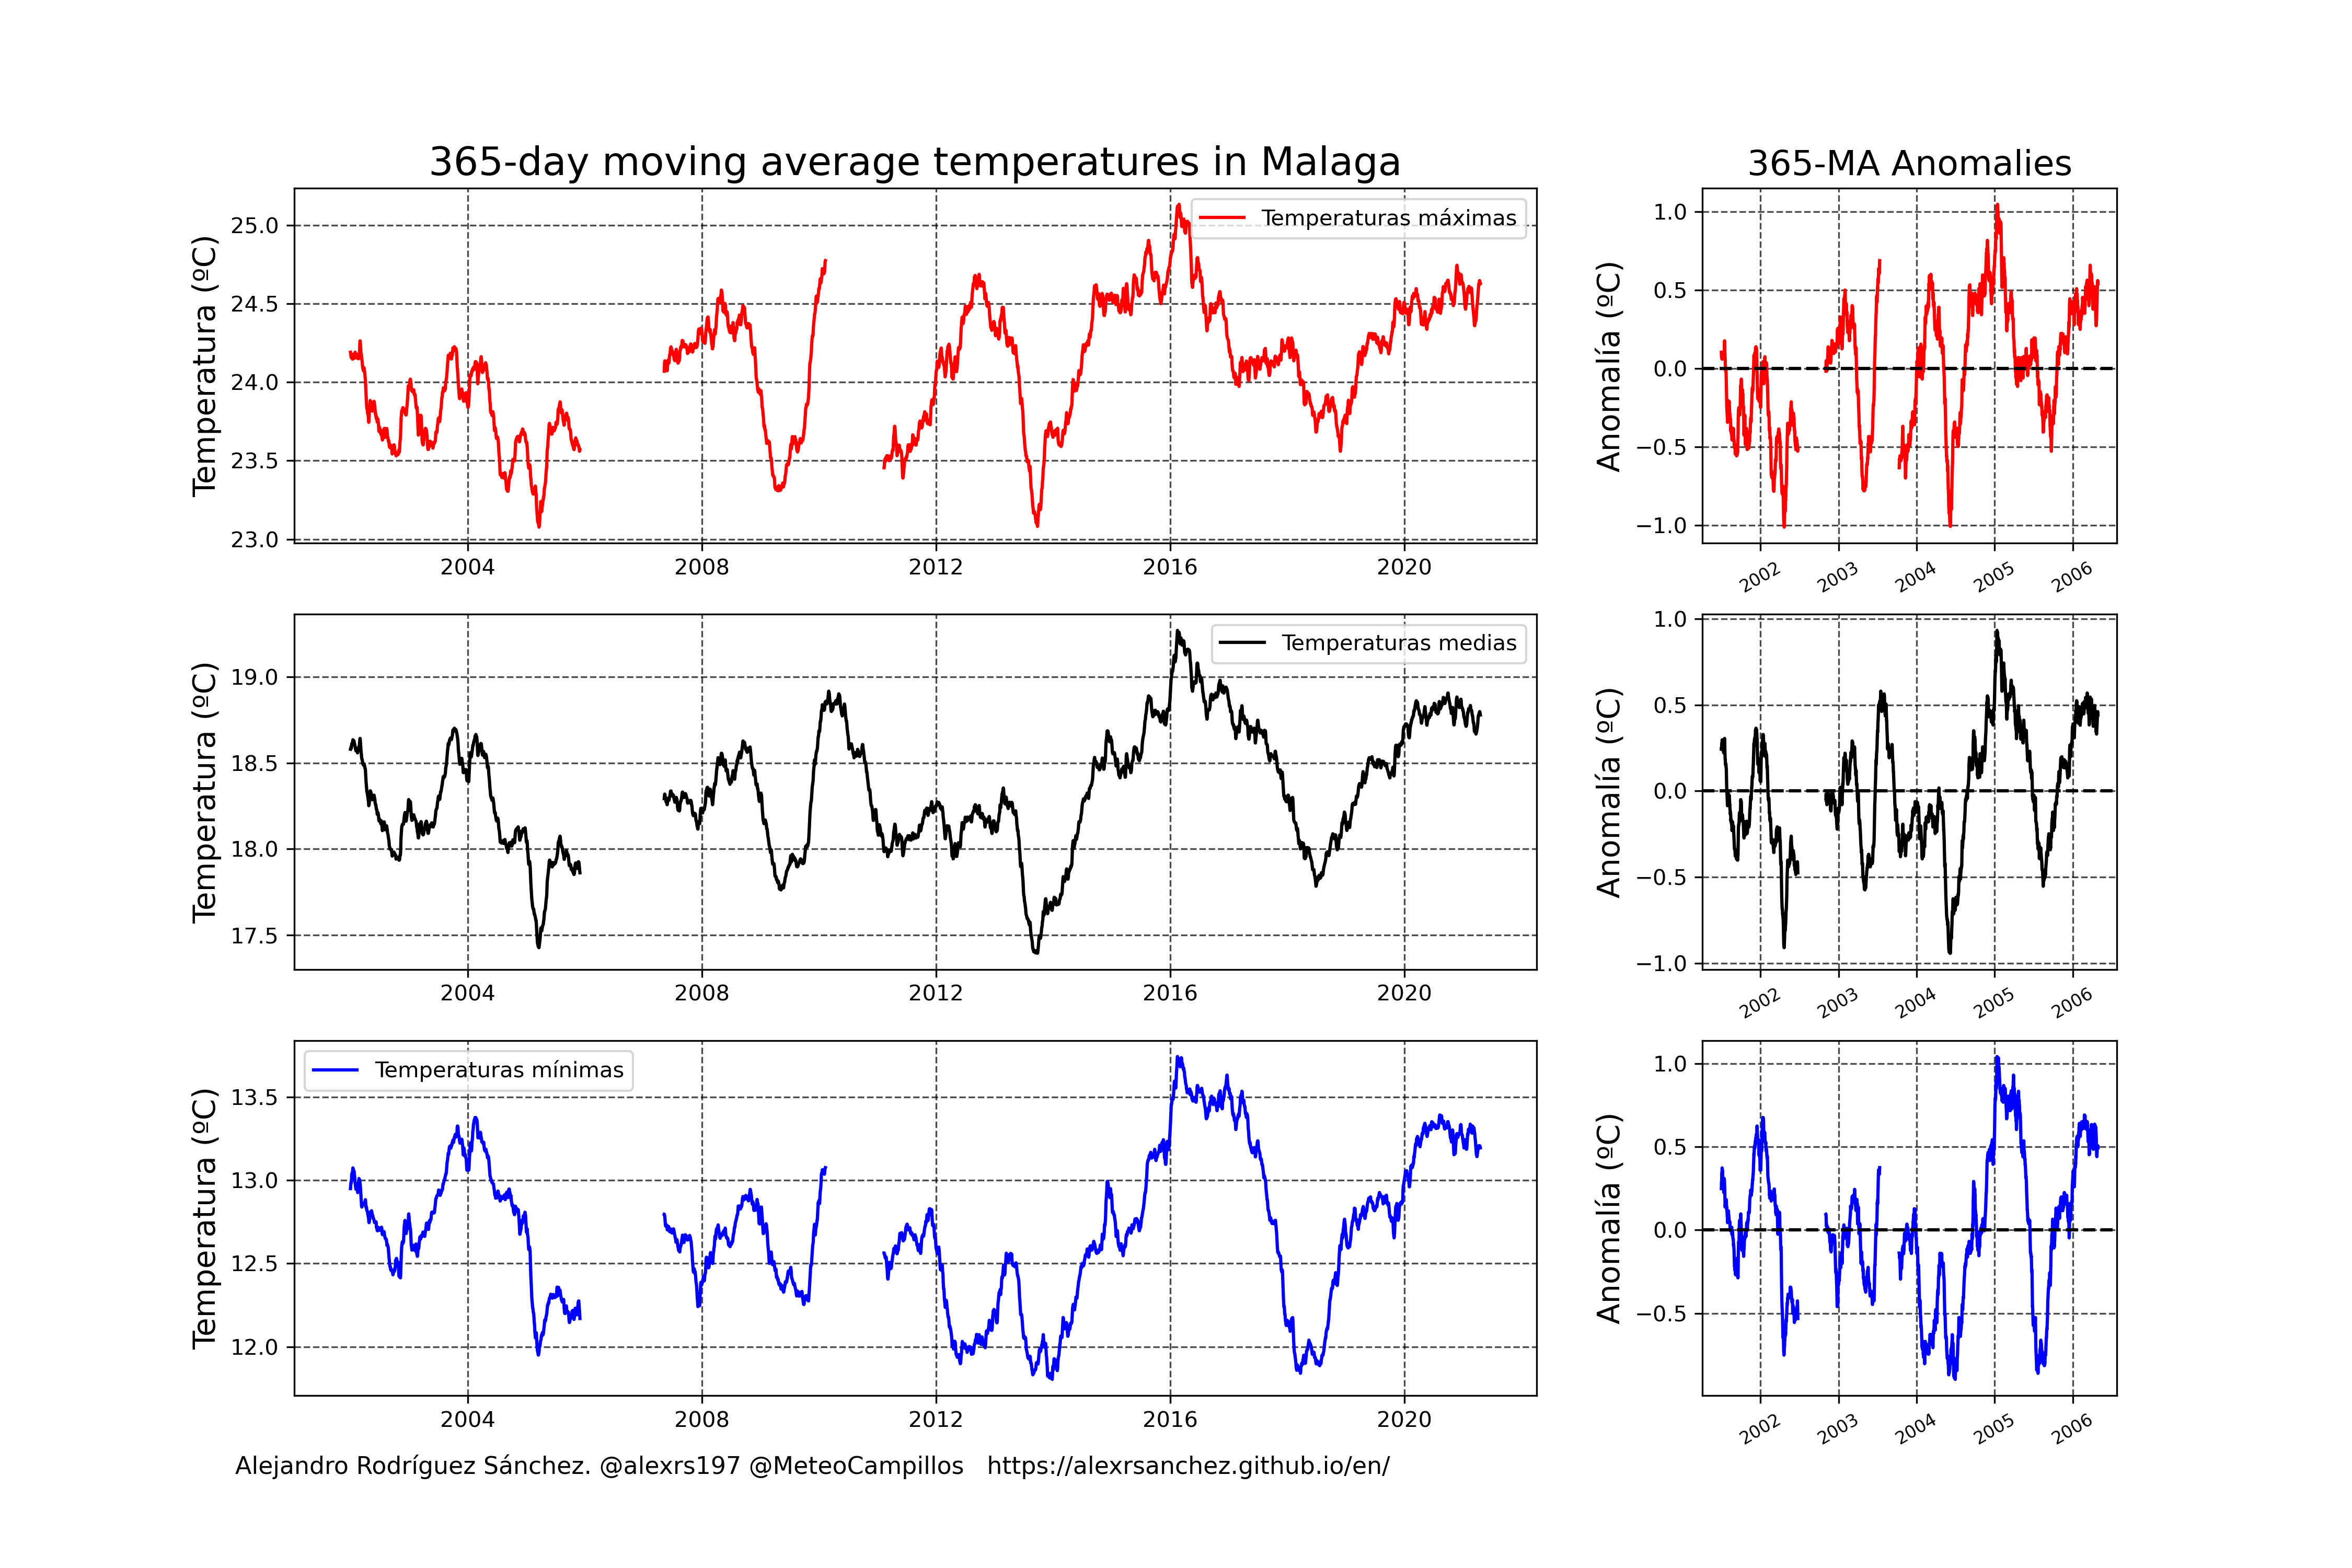 365-day moving average temperatures in Malaga
365-MA Anomalies
Temperatura (ºC)
25.0
24.5
24.0
23.5
23.0
Temperaturas máximas
2004 2008 2012 2016 2020
Anomalía (ºC)
1.0
0.5
0.0
−0.5
−1.0
2002 2003 2004 2005 2006
Temperatura (ºC)
19.0
18.5
18.0
17.5
Temperaturas medias
2004 2008 2012 2016 2020
Anomalía (ºC)
1.0
0.5
0.0
−0.5
−1.0
2002 2003 2004 2005 2006
Temperatura (ºC)
13.5
13.0
12.5
12.0
Temperaturas mínimas
2004 2008 2012 2016 2020
Anomalía (ºC)
1.0
0.5
0.0
−0.5
2002 2003 2004 2005 2006
Alejandro Rodríguez Sánchez. @alexrs197 @MeteoCampillos https://alexrsanchez.github.io/en/